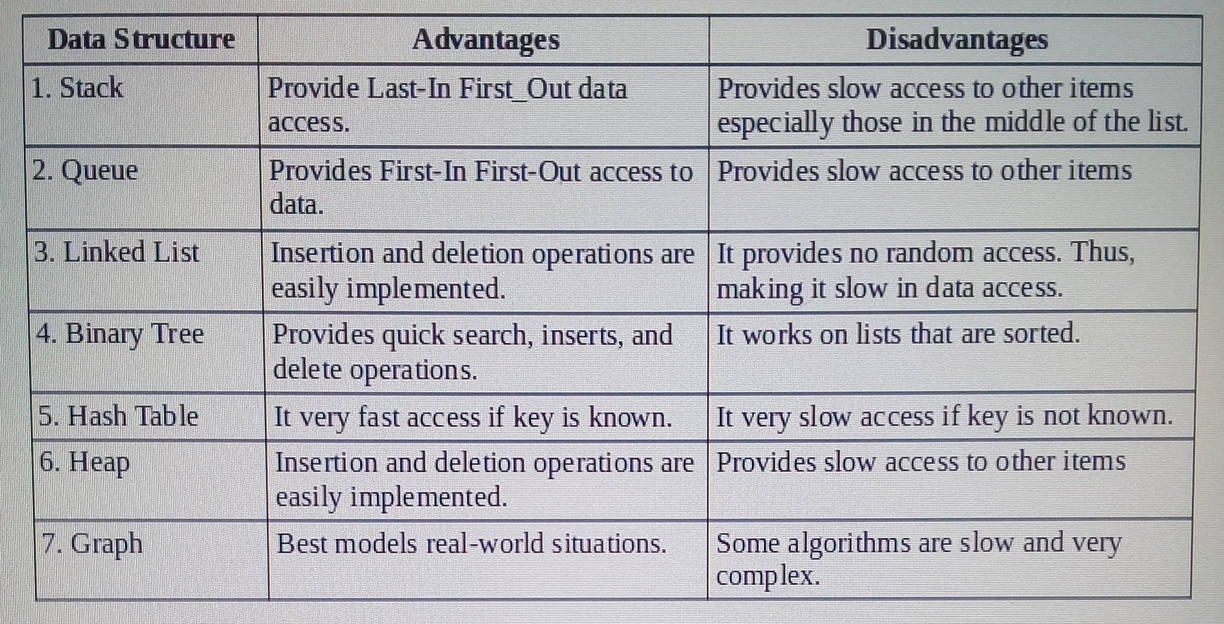 Data Structure Advantages Disadvantages
1. Stack Provide Last-In First_Out data Provides slow access to other items
access. especially those in the middle of the list.
2. Queue Provides First-In First-Out access to Provides slow access to other items
data.
3. Linked List Insertion and deletion operations are It provides no random access. Thus,
easily implemented. making it slow in data access.
4. Binary Tree Provides quick search, inserts, and It works on lists that are sorted.
delete operations.
5. Hash Table It very fast access if key is known. It very slow access if key is not known.
6. Heap Insertion and deletion operations are Provides slow access to other items
easily implemented.
7. Graph Best models real-world situations. Some algorithms are slow and very
complex.